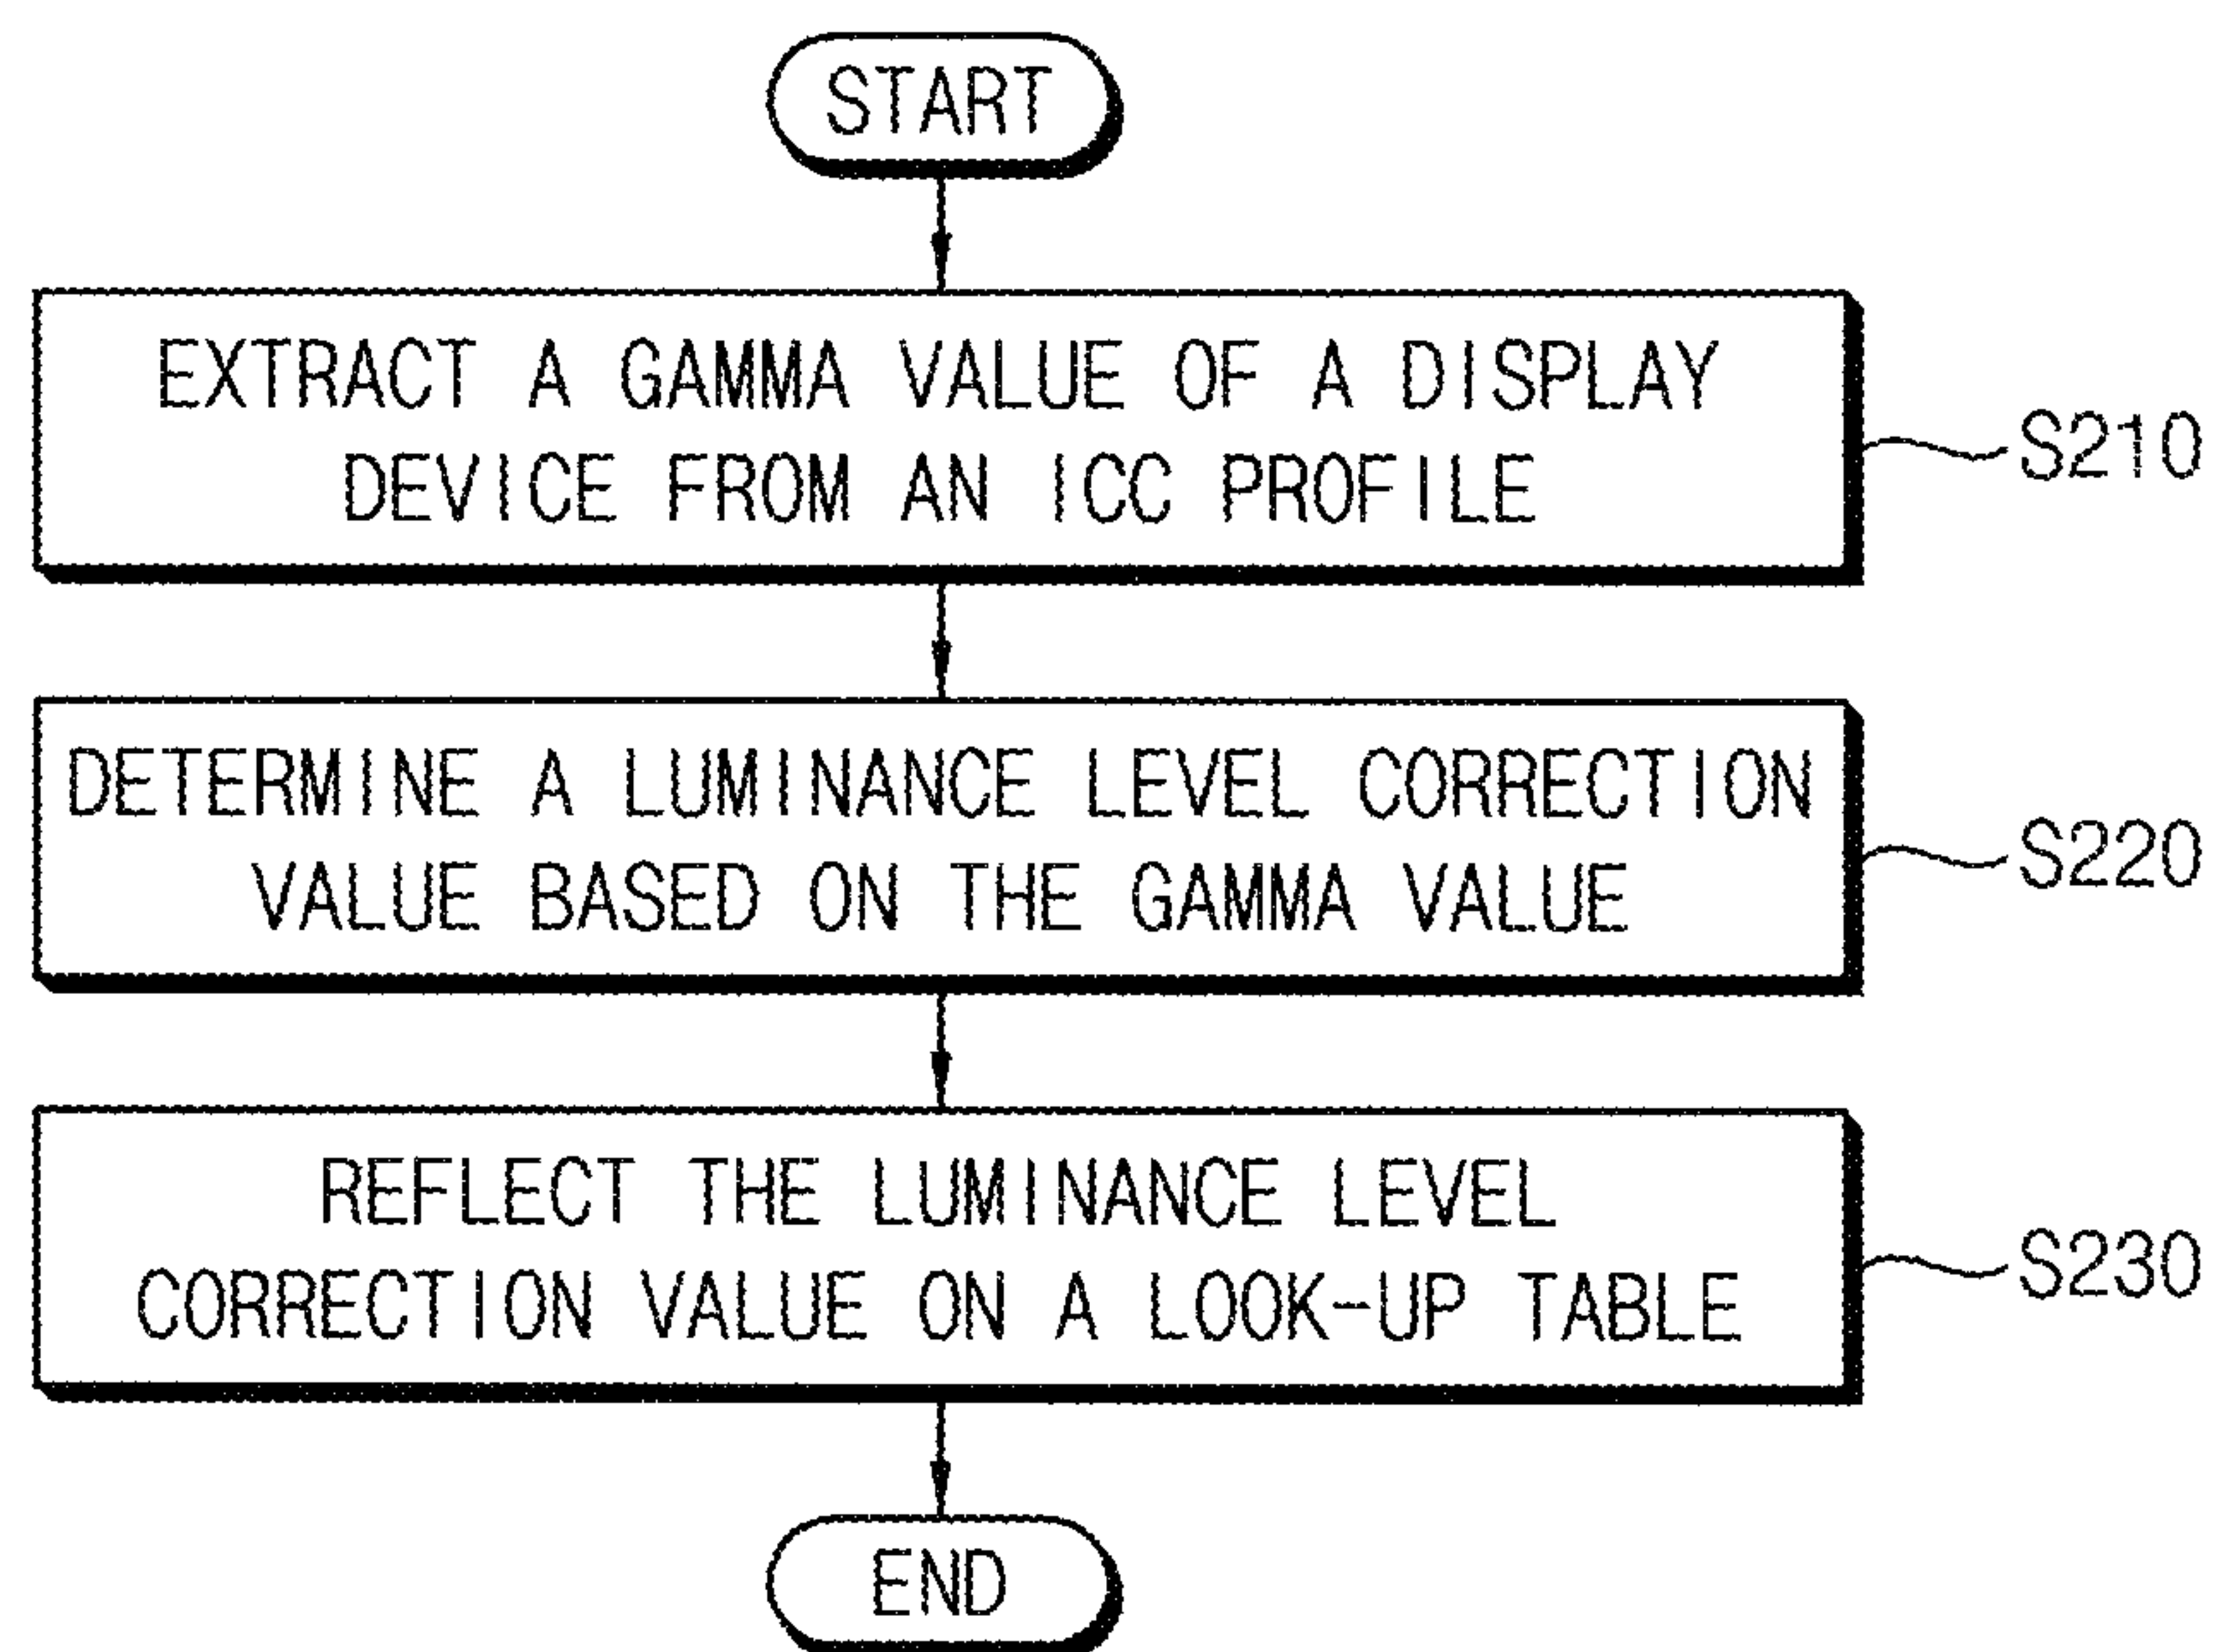 START
EXTRACT A GAMMA VALUE OF A DISPLAY
DEVICE FROM AN ICC PROFILE
S210
DETERMINE A LUMINANCE LEVEL CORRECTION
VALUE BASED ON THE GAMMA VALUE
S220
REFLECT THE LUMINANCE LEVEL
CORRECTION VALUE ON A LOOK-UP TABLE
S230
END